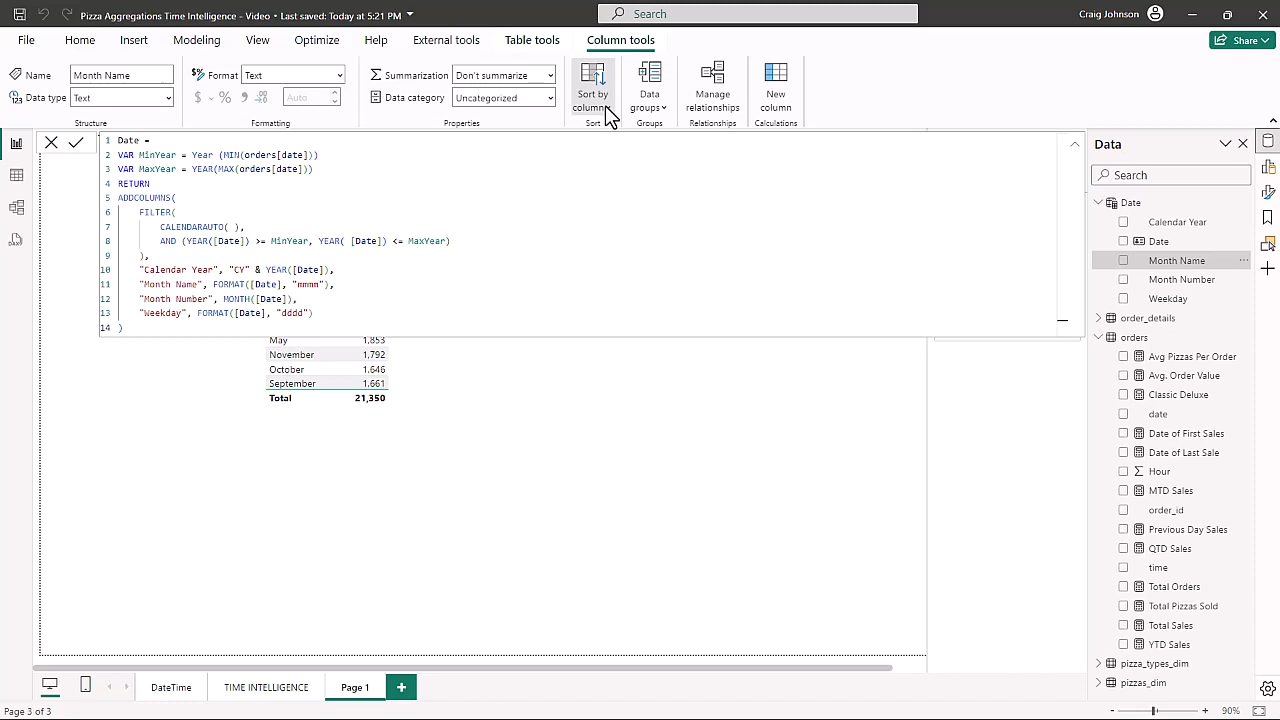 Pizza Aggregations Time Intelligence - Video • Last saved: Today at 5:21 PM
Search
Craig Johnson
File Home Insert Modeling View Optimize Help External tools Table tools Column tools
Share
Name Month Name
Data type Text
Structure
Format Text
$ % Auto
Formatting
Summarization Don't summarize
Data category Uncategorized
Properties
Sort by
column
Sort
Data
groups
Groups
Manage
relationships
Relationships
New
column
Calculations
1 Date =
2 VAR MinYear = Year (MIN(orders[date]))
3 VAR MaxYear = YEAR(MAX(orders[date]))
4 RETURN
5 ADDCOLUMNS(
6 FILTER(
7 CALENDARAUTO( ),
8 AND (YEAR([Date]) >= MinYear, YEAR( [Date]) <= MaxYear)
9 ),
10 "Calendar Year", "CY" & YEAR([Date]),
11 "Month Name", FORMAT([Date], "mmmm"),
12 "Month Number", MONTH([Date]),
13 "Weekday", FORMAT([Date], "dddd")
14 )
May 1,853
November 1,792
October 1,646
September 1,661
Total 21,350
Data
Search
Date
Calendar Year
Date
Month Name ...
Month Number
Weekday
order_details
orders
Avg Pizzas Per Order
Avg. Order Value
Classic Deluxe
date
Date of First Sales
Date of Last Sale
Hour
MTD Sales
order_id
Previous Day Sales
QTD Sales
time
Total Orders
Total Pizzas Sold
Total Sales
YTD Sales
pizza_types_dim
pizzas_dim
DateTime TIME INTELLIGENCE Page 1 +
Page 3 of 3
- + 90%